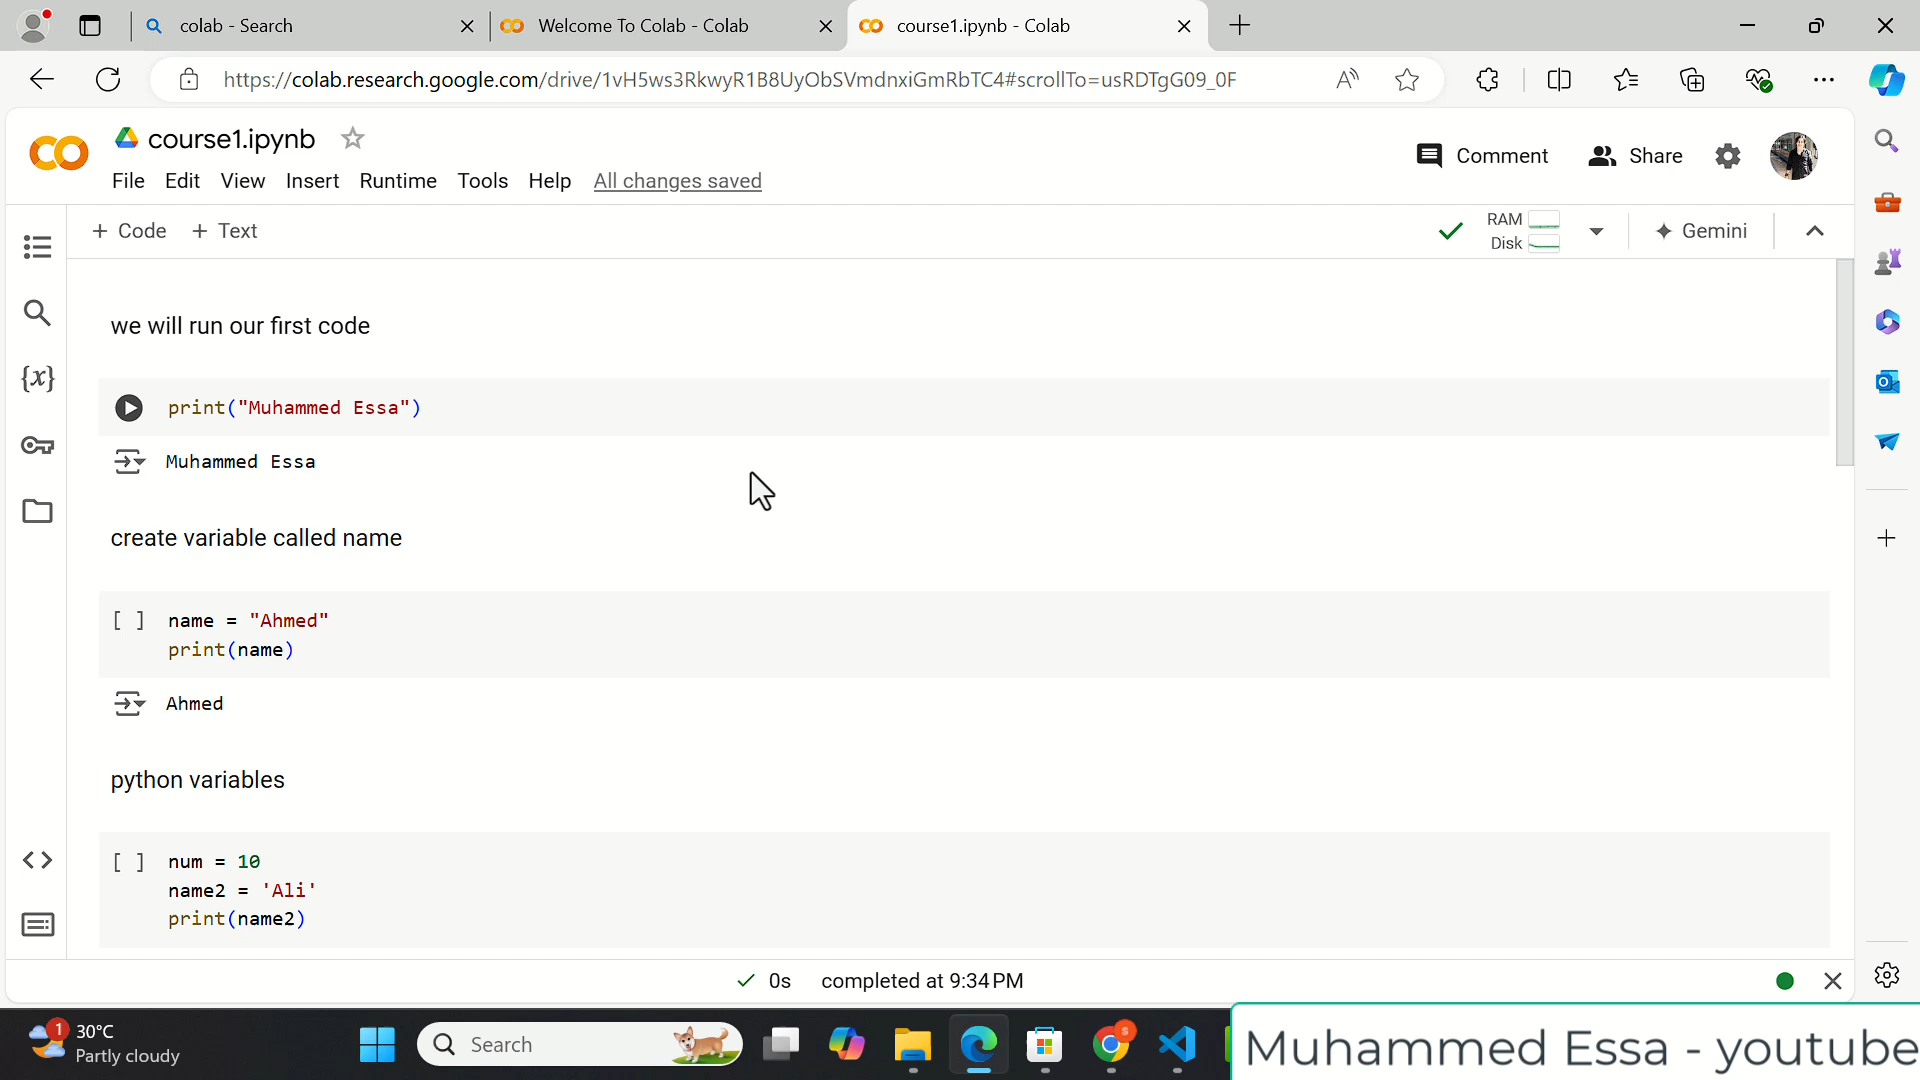 colab - Search
Welcome To Colab - Colab
course1.ipynb - Colab
https://colab.research.google.com/drive/1vH5ws3RkwyR1B8UyObSVmdnxiGmRbTC4#scrollTo=usRDTgG09_0F
course1.ipynb
Comment
Share
File Edit View Insert Runtime Tools Help All changes saved
+ Code + Text
RAM
Disk
Gemini
we will run our first code
print("Muhammed Essa")
Muhammed Essa
create variable called name
[ ] name = "Ahmed"
print(name)
Ahmed
python variables
[ ] num = 10
name2 = 'Ali'
print(name2)
0s completed at 9:34 PM
1
30°C
Partly cloudy
Search
s
Muhammed Essa - youtube